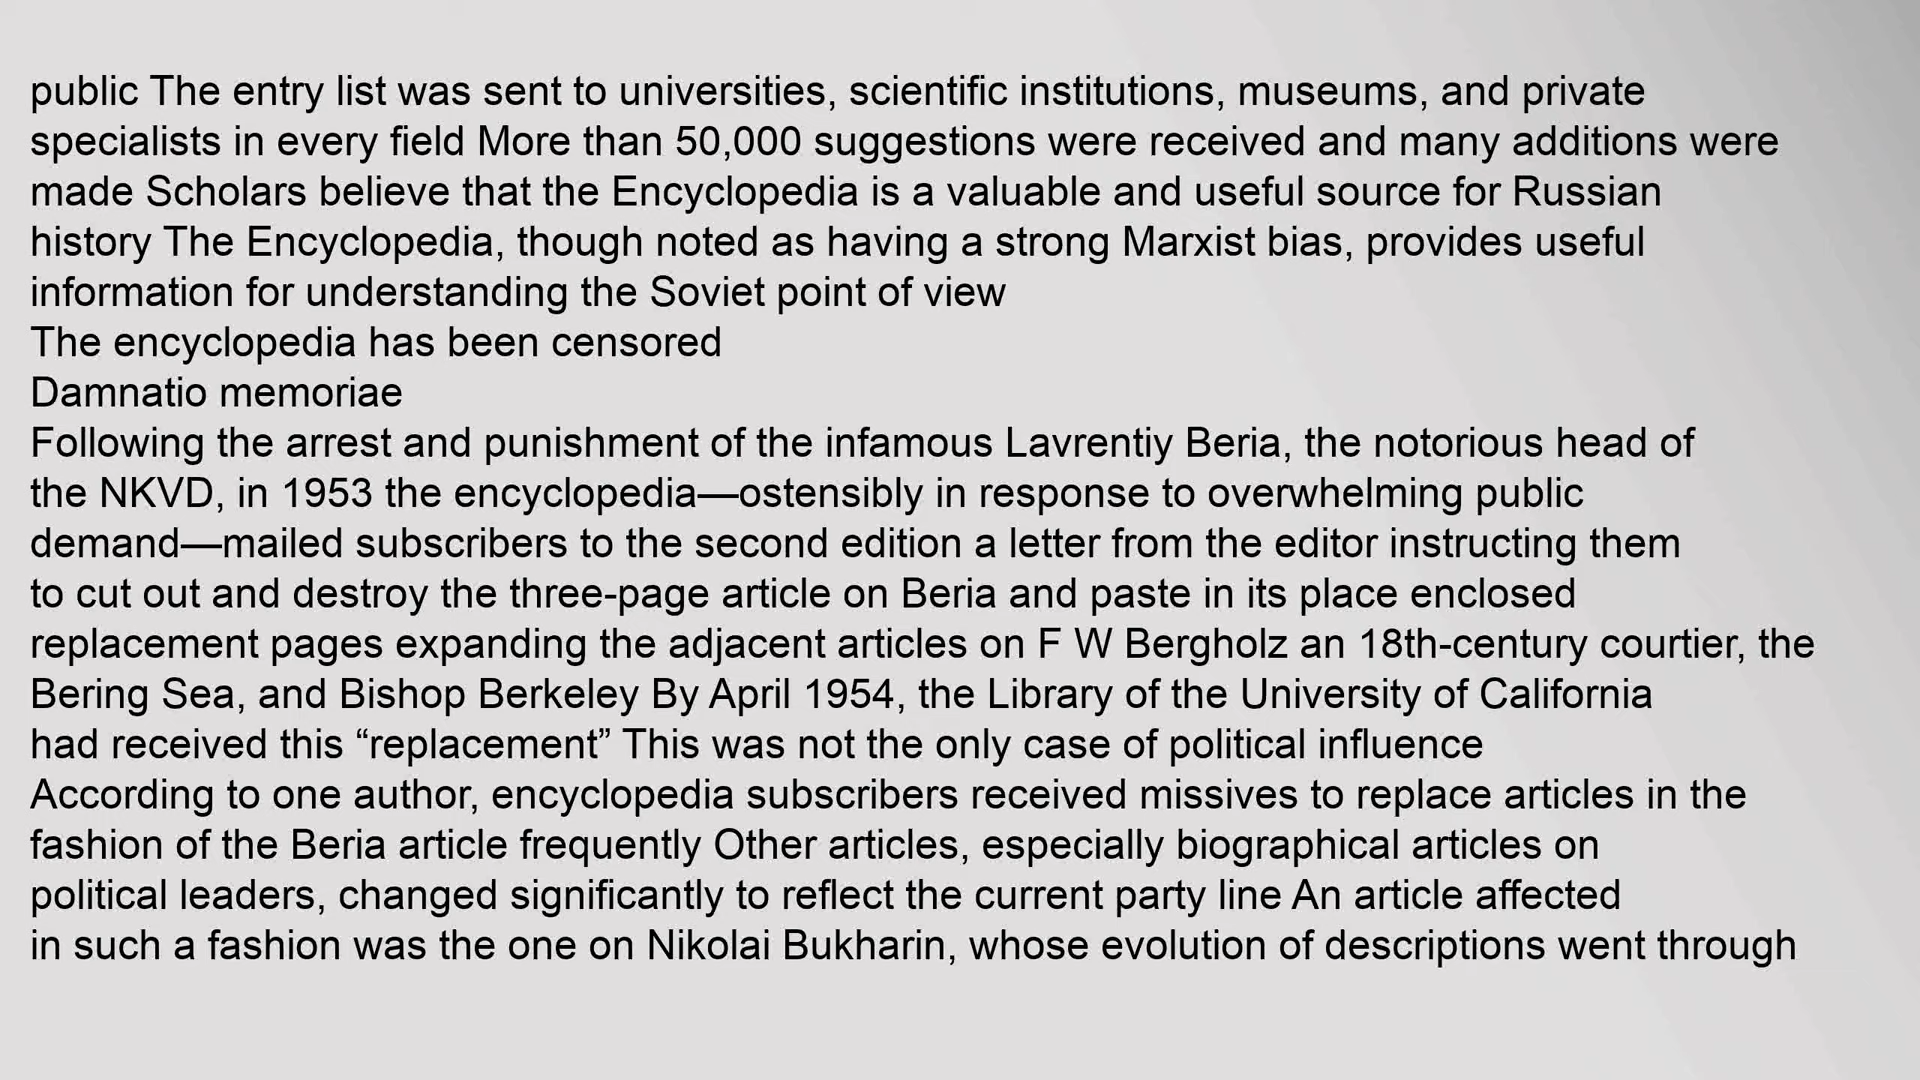 public The entry list was sent to universities, scientific institutions, museums, and private
specialists in every field More than 50,000 suggestions were received and many additions were
made Scholars believe that the Encyclopedia is a valuable and useful source for Russian
history The Encyclopedia, though noted as having a strong Marxist bias, provides useful
information for understanding the Soviet point of view
The encyclopedia has been censored
Damnatio memoriae
Following the arrest and punishment of the infamous Lavrentiy Beria, the notorious head of
the NKVD, in 1953 the encyclopedia—ostensibly in response to overwhelming public
demand—mailed subscribers to the second edition a letter from the editor instructing them
to cut out and destroy the three-page article on Beria and paste in its place enclosed
replacement pages expanding the adjacent articles on F W Bergholz an 18th-century courtier, the
Bering Sea, and Bishop Berkeley By April 1954, the Library of the University of California
had received this “replacement” This was not the only case of political influence
According to one author, encyclopedia subscribers received missives to replace articles in the
fashion of the Beria article frequently Other articles, especially biographical articles on
political leaders, changed significantly to reflect the current party line An article affected
in such a fashion was the one on Nikolai Bukharin, whose evolution of descriptions went through